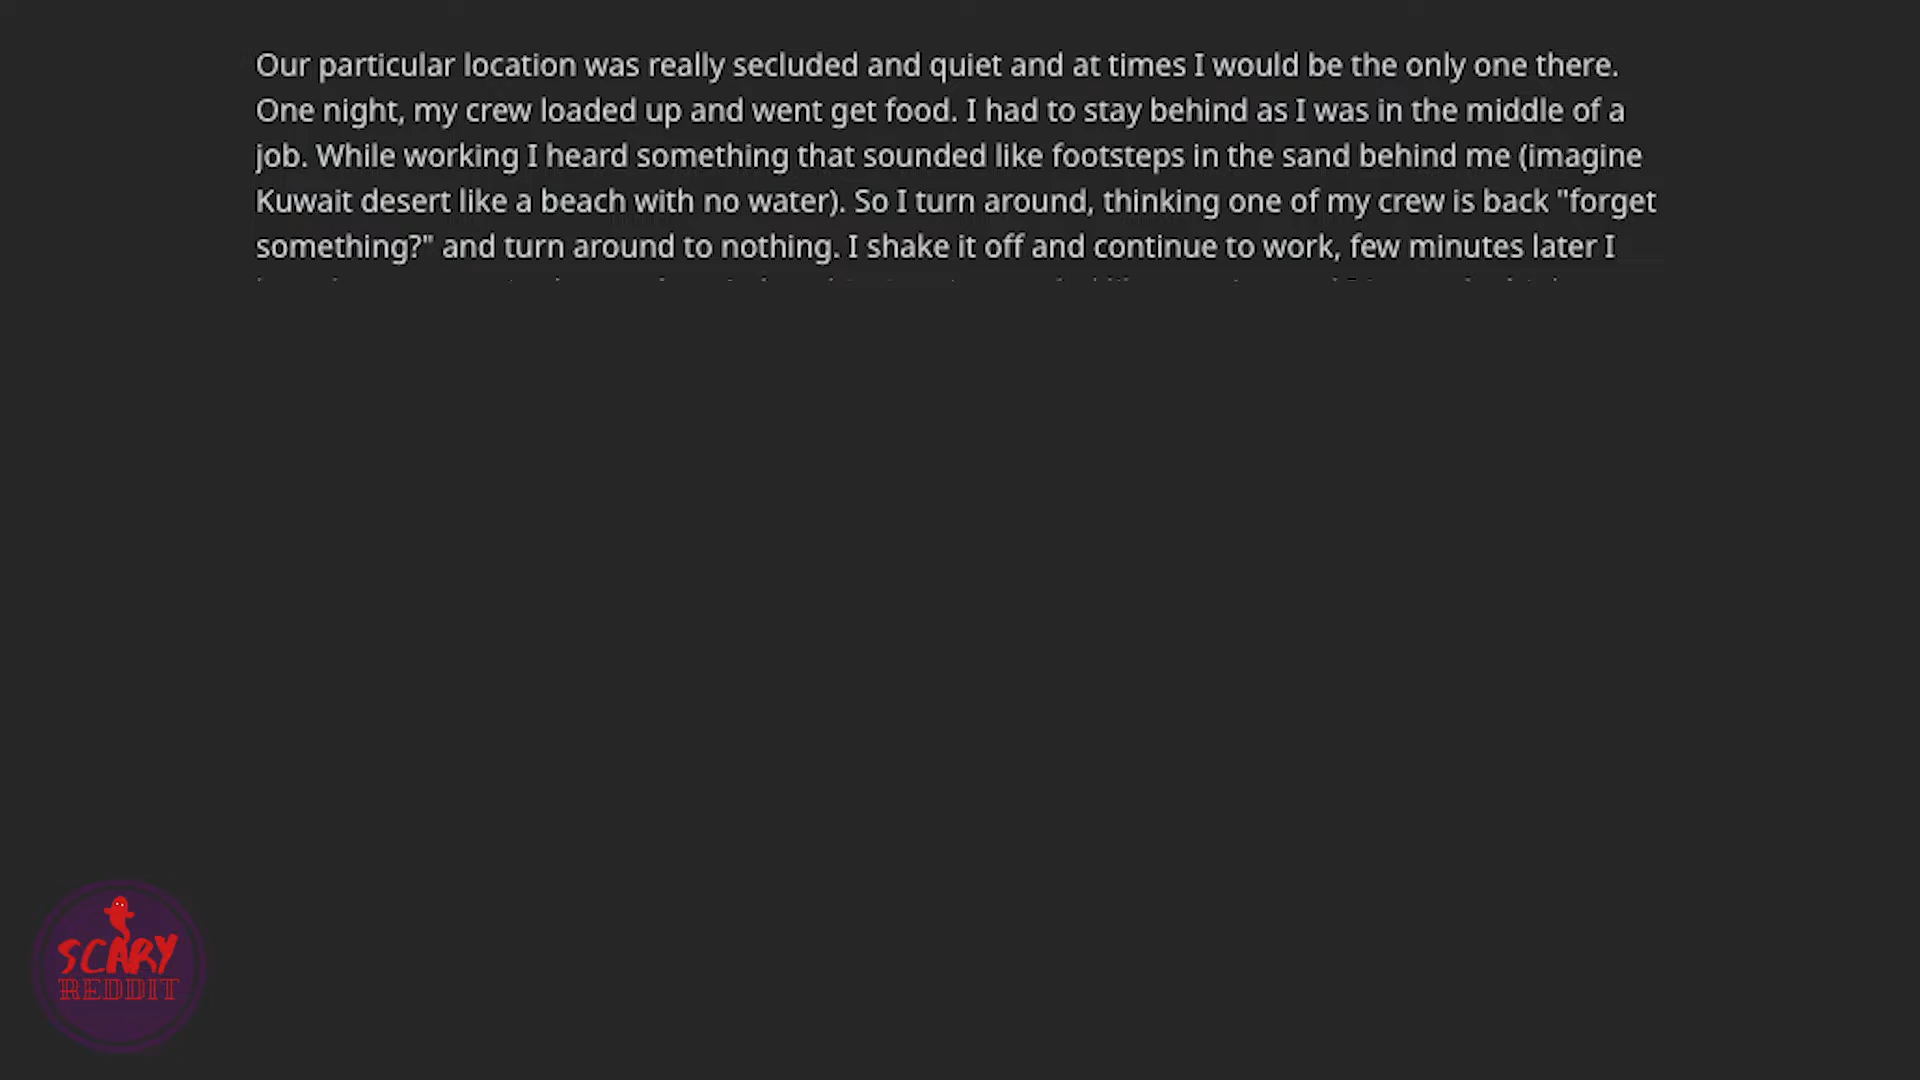 Our particular location was really secluded and quiet and at times I would be the only one there.
One night, my crew loaded up and went get food. I had to stay behind as I was in the middle of a
job. While working I heard something that sounded like footsteps in the sand behind me (imagine
Kuwait desert like a beach with no water). So I turn around, thinking one of my crew is back "forget
something?" and turn around to nothing. I shake it off and continue to work, few minutes later I
SCARY
REDDIT